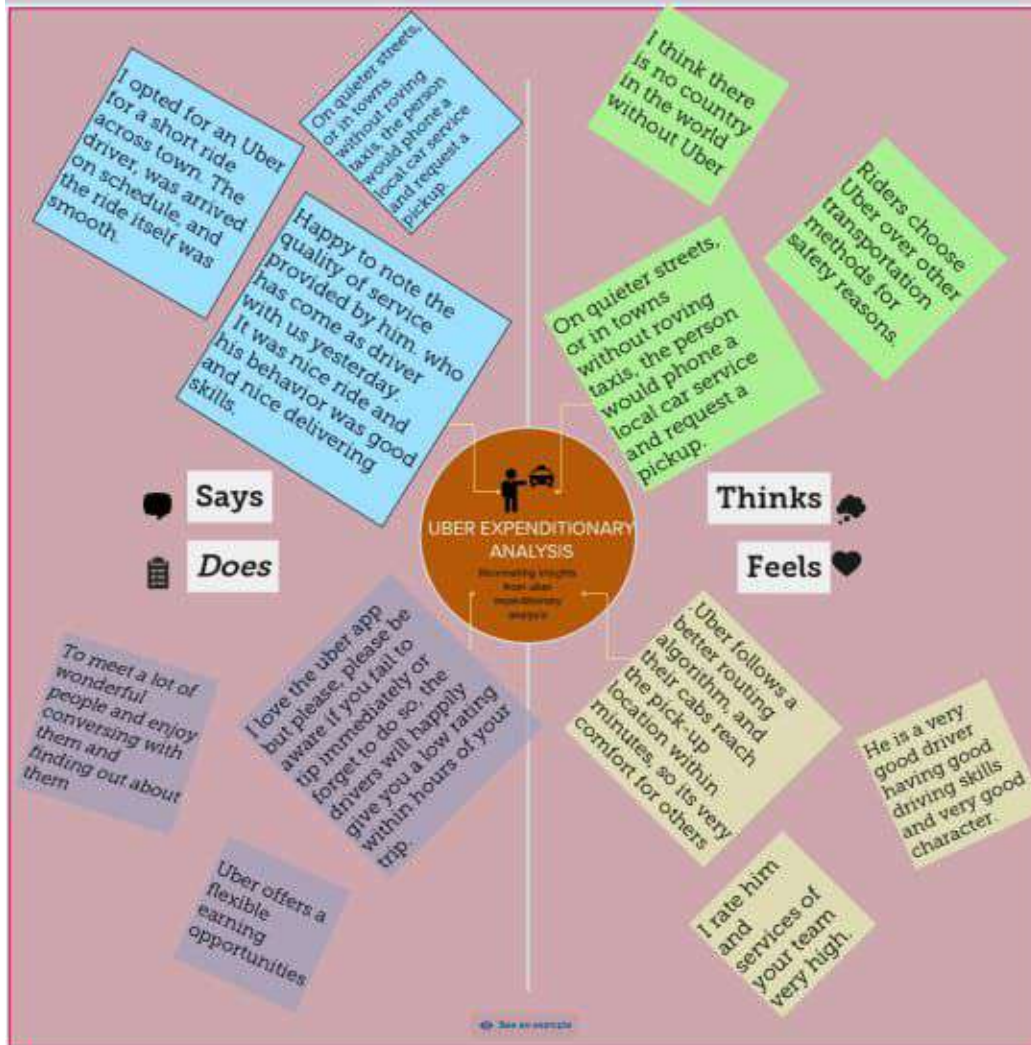 I opted for an Uber
for a short ride
across town. The
driver, was arrived
on schedule, and
the ride itself was
smooth.
On quieter streets,
or in towns
without roving
taxis, the person
would phone a
local car service
and request a
pickup.
Happy to note the
quality of service
provided by him. who
has come as driver
with us yesterday.
It was nice ride and
his behavior was good
and nice delivering
skills.
I think there
is no country
in the world
without Uber
Riders choose
Uber over other
transportation
methods for
safety reasons.
On quieter streets,
or in towns
without roving
taxis, the person
would phone a
local car service
and request a
pickup.
Says
Does
Thinks
Feels
UBER EXPENDITIONARY
ANALYSIS
insights
from uber
expenditionary
analysis
To meet a lot of
wonderful
people and enjoy
conversing with
them and
finding out about
them
I love the uber app
but please, please be
aware if you fail to
tip immediately or
forget to do so, the
drivers will happily
give you a low rating
within hours of your
trip.
Uber offers a
flexible
earning
opportunities
. Uber follows a
better routing
algorithm, and
their cabs reach
the pick-up
location within
minutes, so its very
comfort for others
He is a very
good driver
having good
driving skills
and very good
character.
I rate him
and
services of
your team
very high.
See an example